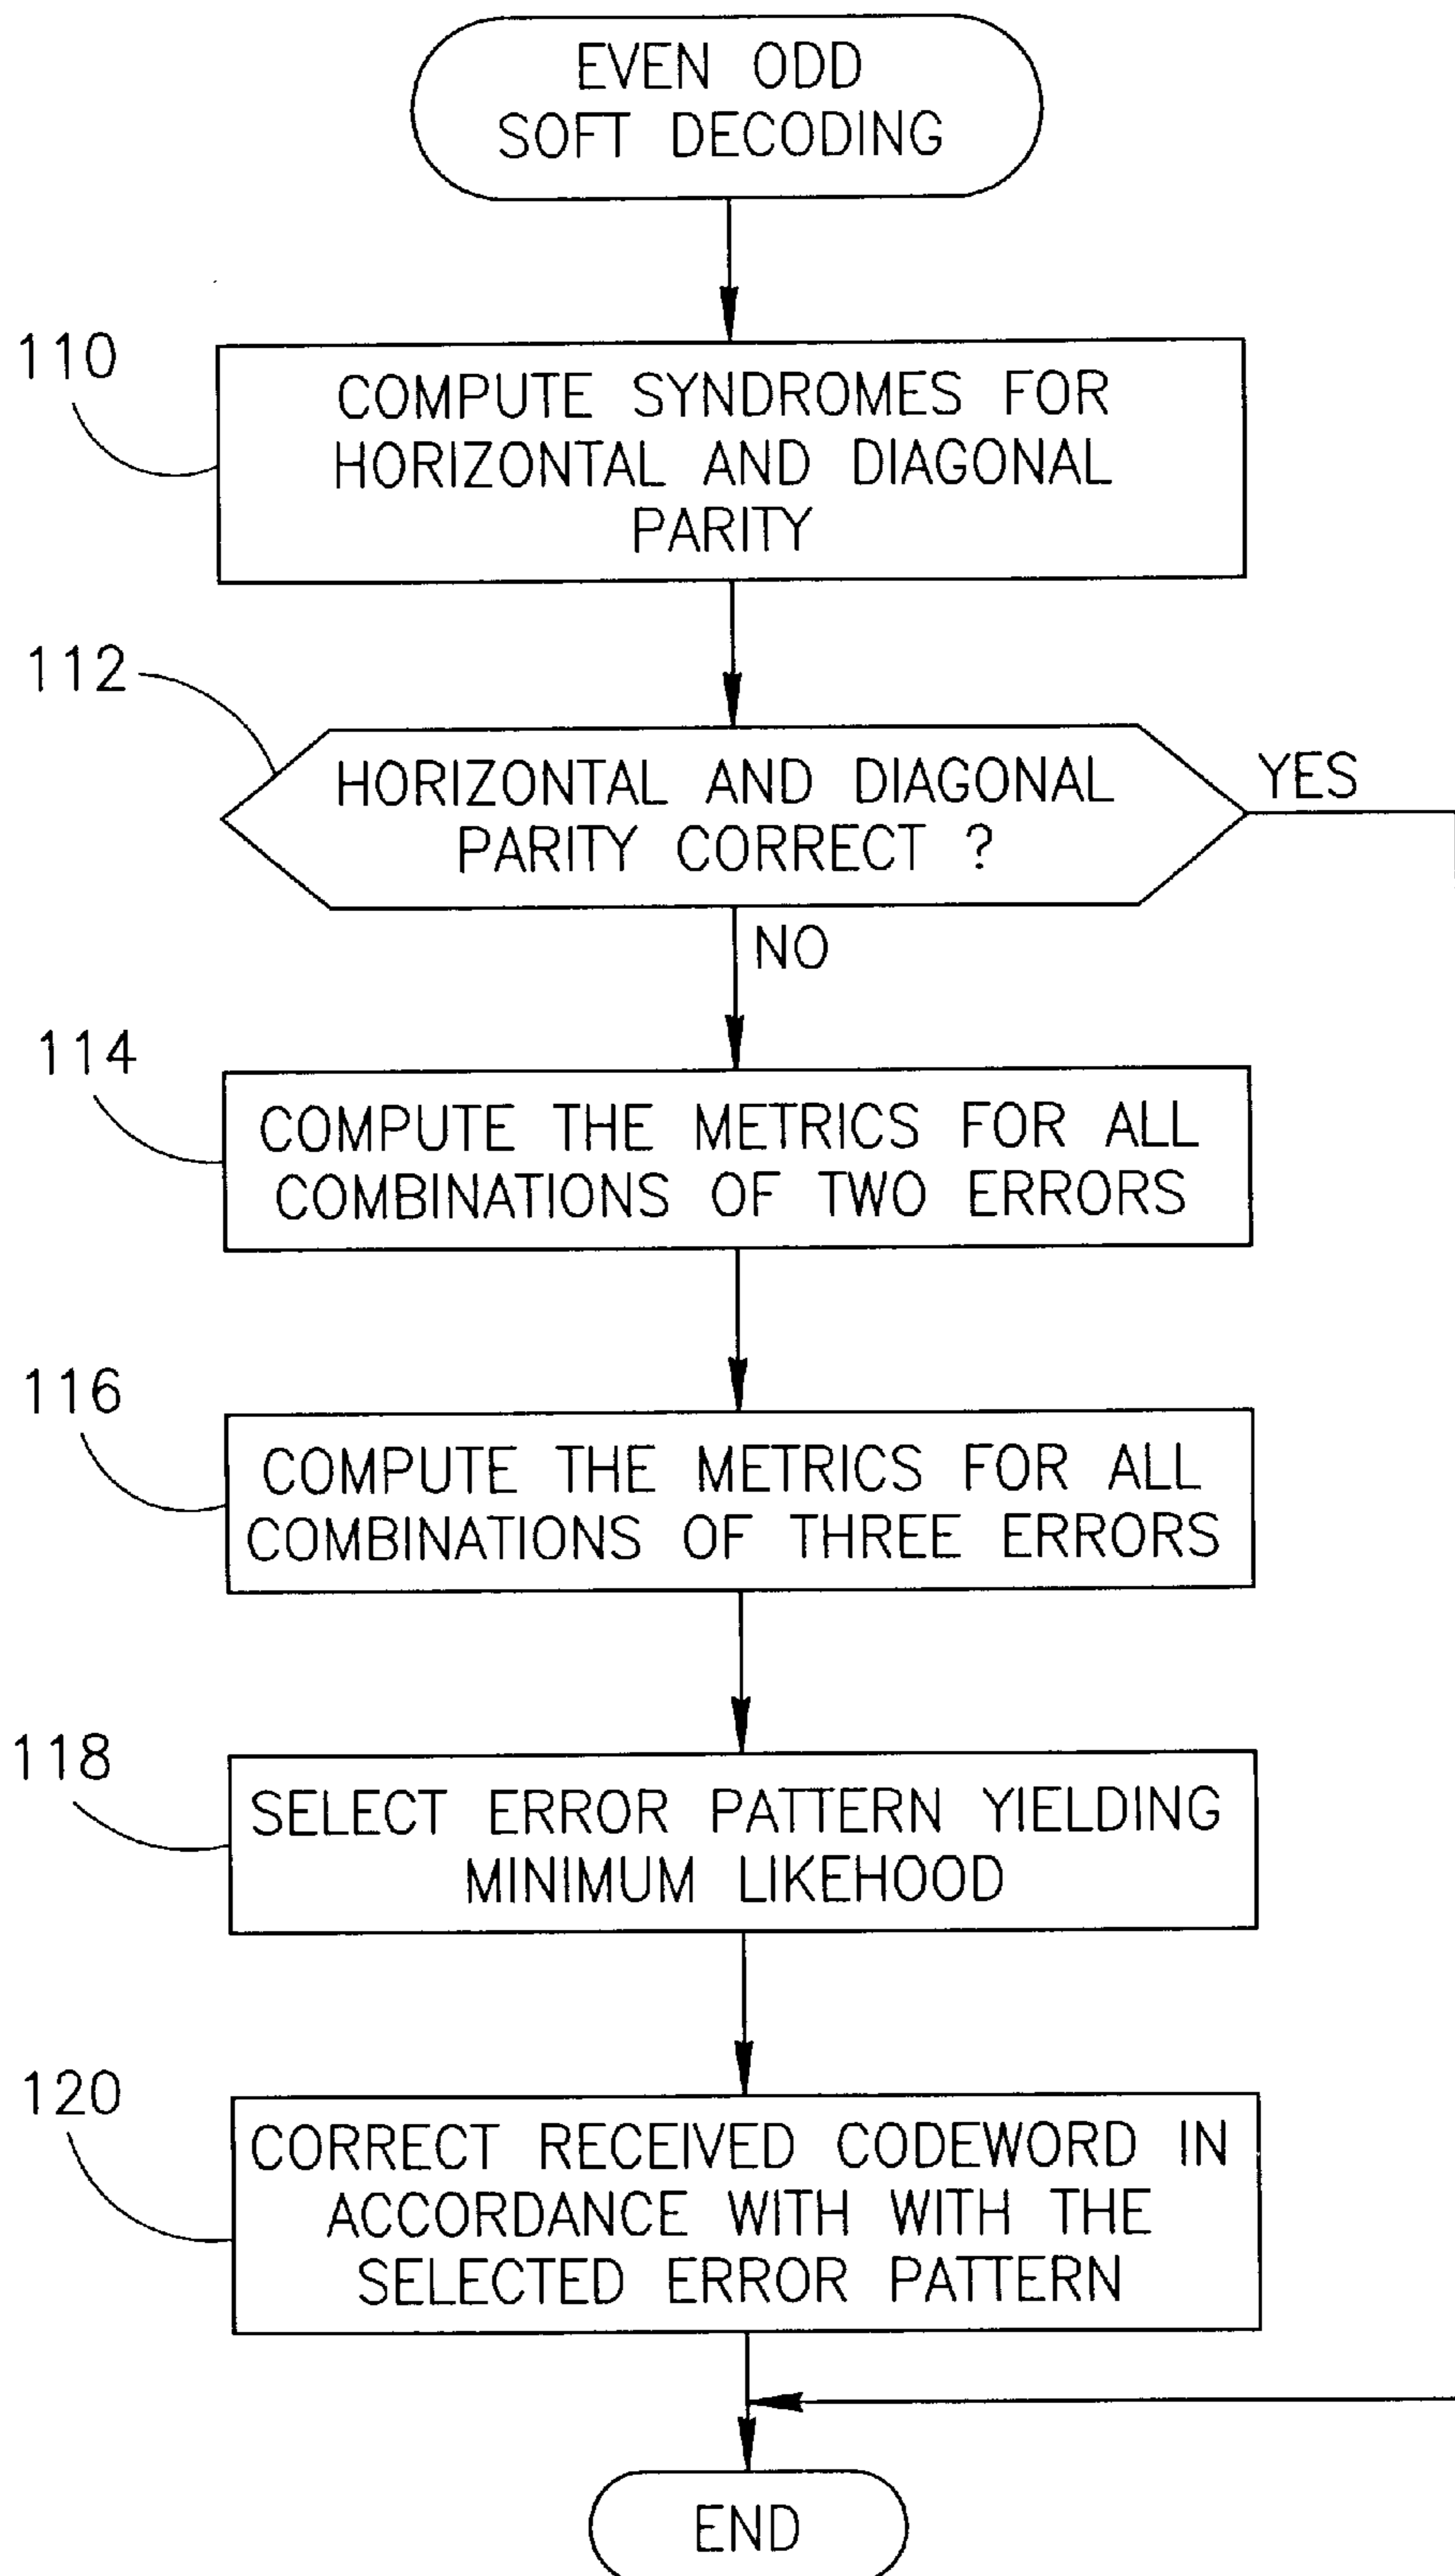 EVEN ODD
SOFT DECODING
110
COMPUTE SYNDROMES FOR
HORIZONTAL AND DIAGONAL
PARITY
112
HORIZONTAL AND DIAGONAL
PARITY CORRECT ?
YES
NO
114
COMPUTE THE METRICS FOR ALL
COMBINATIONS OF TWO ERRORS
116
COMPUTE THE METRICS FOR ALL
COMBINATIONS OF THREE ERRORS
118
SELECT ERROR PATTERN YIELDING
MINIMUM LIKEHOOD
120
CORRECT RECEIVED CODEWORD IN
ACCORDANCE WITH WITH THE
SELECTED ERROR PATTERN
END